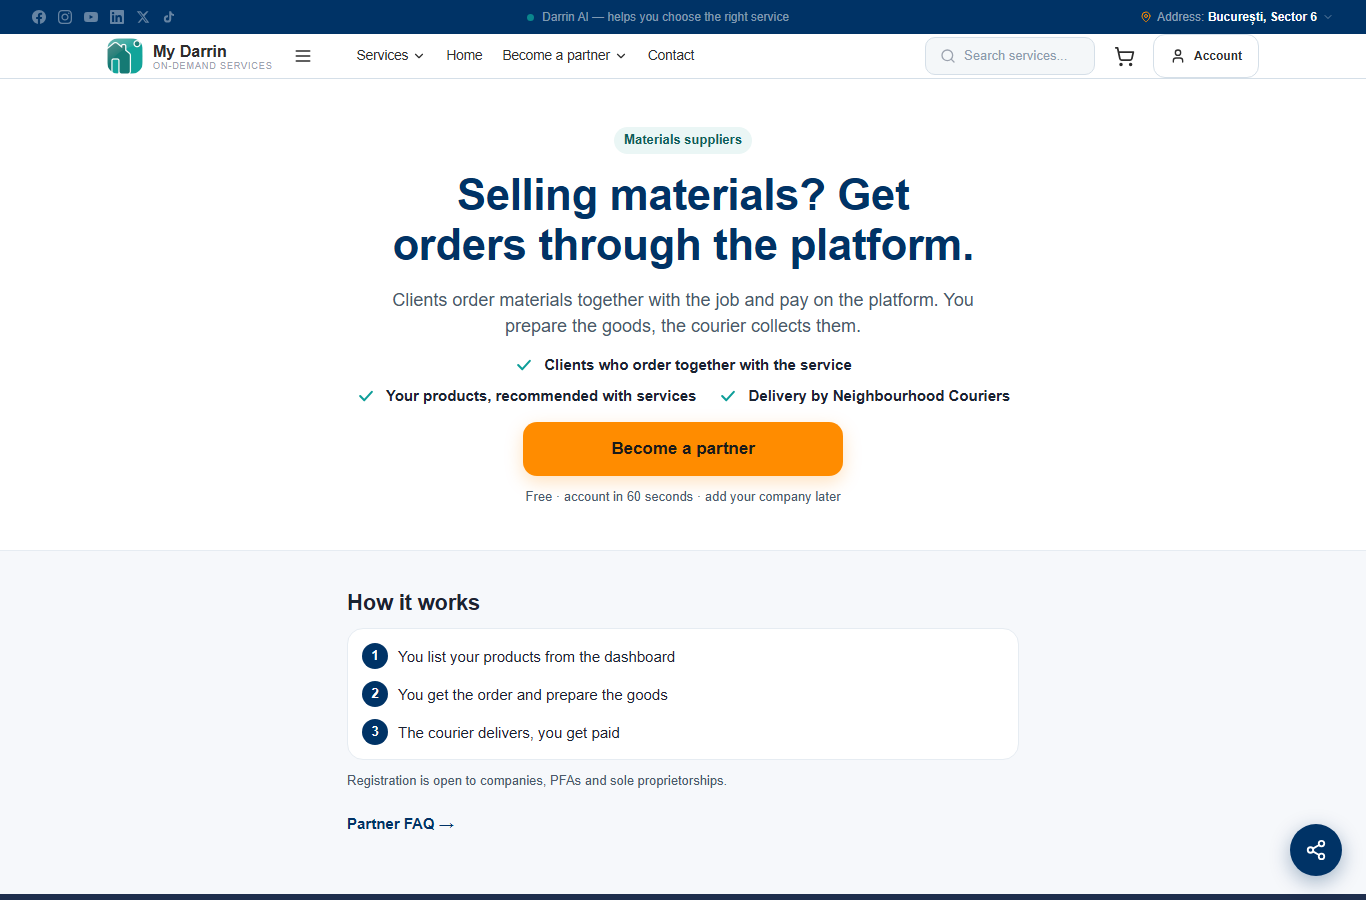 Darrin AI — helps you choose the right service
Address: București, Sector 6
My Darrin
ON-DEMAND SERVICES
Services
Home
Become a partner
Contact
Search services...
Account
Materials suppliers
Selling materials? Get
orders through the platform.
Clients order materials together with the job and pay on the platform. You
prepare the goods, the courier collects them.
Clients who order together with the service
Your products, recommended with services
Delivery by Neighbourhood Couriers
Become a partner
Free · account in 60 seconds · add your company later
How it works
1 You list your products from the dashboard
2 You get the order and prepare the goods
3 The courier delivers, you get paid
Registration is open to companies, PFAs and sole proprietorships.
Partner FAQ →